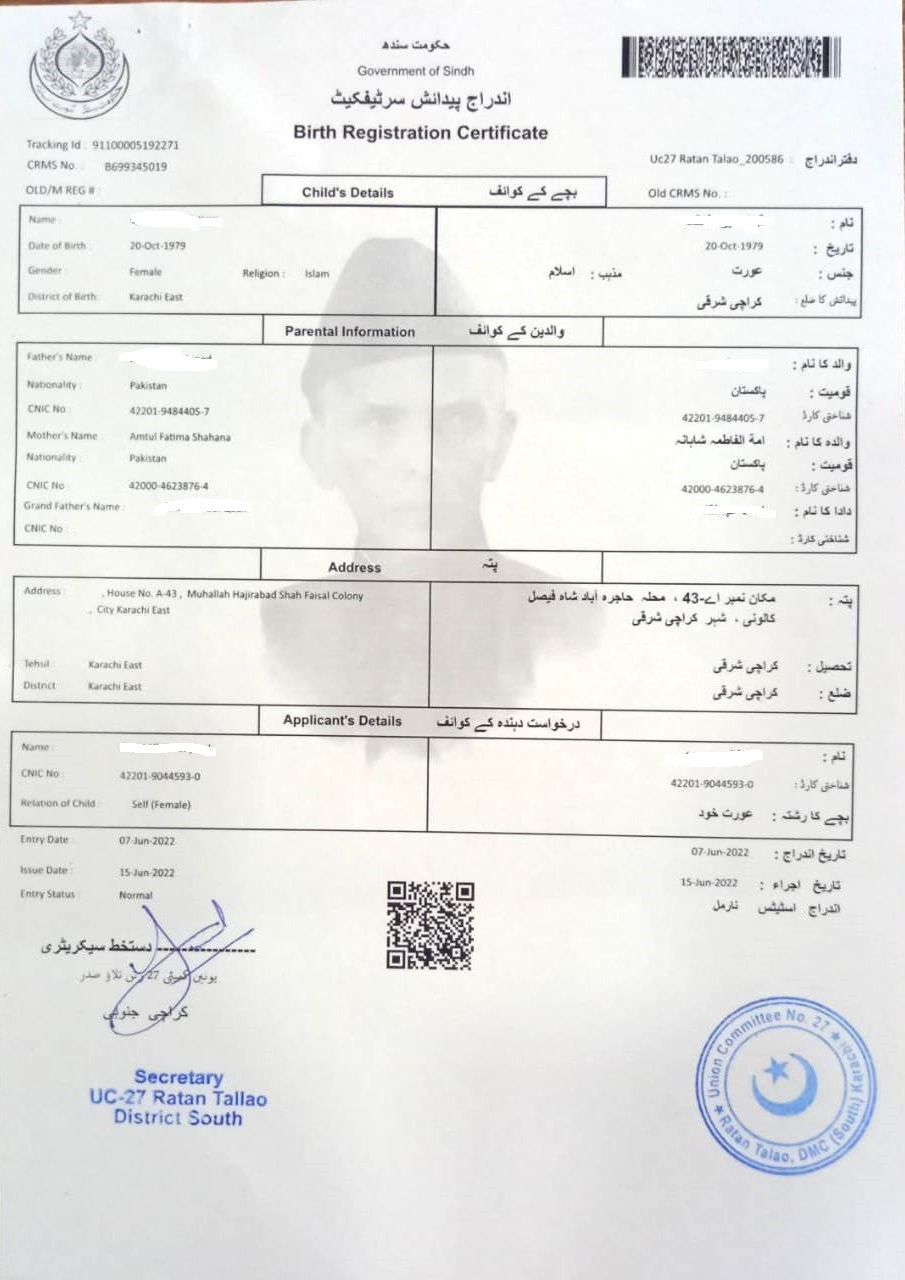 حکومت سندھ
Government of Sindh
اندراج پیدائش سرٹیفکیٹ
Birth Registration Certificate
Tracking Id : 91100005192271
CRMS No. B699345019
Uc27 Ratan Talao_200586 : دفتر اندراج
OLD/M REG # :
Old CRMS No. :
Child's Details بچے کے کوائف
Name : نام :
Date of Birth : 20-Oct-1979 20-Oct-1979 تاریخ :
Gender : Female Religion : Islam اسلام مذہب : عورت جنس :
District of Birth: Karachi East کراچی شرقی پیدائش کا ضلع:
Parental Information والدین کے کوائف
Father's Name : والد کا نام :
Nationality : Pakistan پاکستان قومیت :
CNIC No : 42201-9484405-7 42201-9484405-7 شناختی کارڈ
Mother's Name : Amtul Fatima Shahana امة الفاطمہ شاہانہ والدہ کا نام :
Nationality : Pakistan پاکستان قومیت :
CNIC No : 42000-4623876-4 42000-4623876-4 شناختی کارڈ:
Grand Father's Name : دادا کا نام :
CNIC No : شناختی کارڈ:
Address پتہ
Address : , House No. A-43 , Muhallah Hajirabad Shah Faisal Colony مکان نمبر اے-43 ، محلہ حاجرہ آباد شاہ فیصل پتہ :
, City Karachi East کالونی ، شہر کراچی شرقی
Tehsil : Karachi East کراچی شرقی تحصیل :
District : Karachi East کراچی شرقی ضلع :
Applicant's Details درخواست دہندہ کے کوائف
Name : نام :
CNIC No : 42201-9044593-0 42201-9044593-0 شناختی کارڈ:
Relation of Child : Self (Female) عورت خود بچے کا رشتہ :
Entry Date : 07-Jun-2022 07-Jun-2022 تاریخ اندراج :
Issue Date : 15-Jun-2022 15-Jun-2022 تاریخ اجراء :
Entry Status : Normal نارمل اندراج اسٹیٹس
دستخط سیکریٹری
یونین کمیٹی 27 رتن تلاؤ صدر
کراچی جنوبی
Secretary
UC-27 Ratan Tallao
District South
Union Committee No. 27 ★ Karachi
★ Ratan Talao, DMC (South)